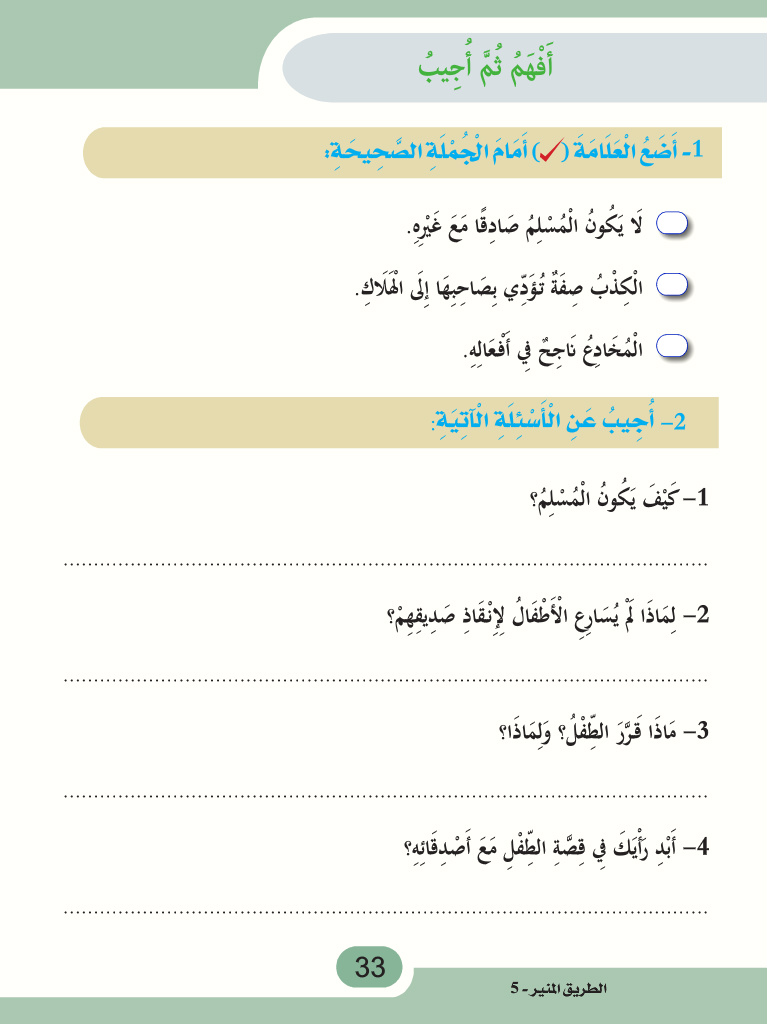 أَفْهَمُ ثُمَّ أُجِيبُ
1- أَضَعُ الْعَلَامَةَ (✓) أَمَامَ الْجُمْلَةِ الصَّحِيحَةِ:
لَا يَكُونُ الْمُسْلِمُ صَادِقًا مَعَ غَيْرِهِ.
الْكِذْبُ صِفَةٌ تُؤَدِّي بِصَاحِبِهَا إِلَى الْهَلَاكِ.
الْمُخَادِعُ نَاجِحٌ فِي أَفْعَالِهِ.
2- أُجِيبُ عَنِ الْأَسْئِلَةِ الْآتِيَةِ:
1- كَيْفَ يَكُونُ الْمُسْلِمُ؟
2- لِمَاذَا لَمْ يُسَارِعِ الْأَطْفَالُ لِإِنْقَاذِ صَدِيقِهِمْ؟
3- مَاذَا قَرَّرَ الطِّفْلُ؟ وَلِمَاذَا؟
4- أَبْدِ رَأْيَكَ فِي قِصَّةِ الطِّفْلِ مَعَ أَصْدِقَائِهِ؟
33
الطريق المنير - 5